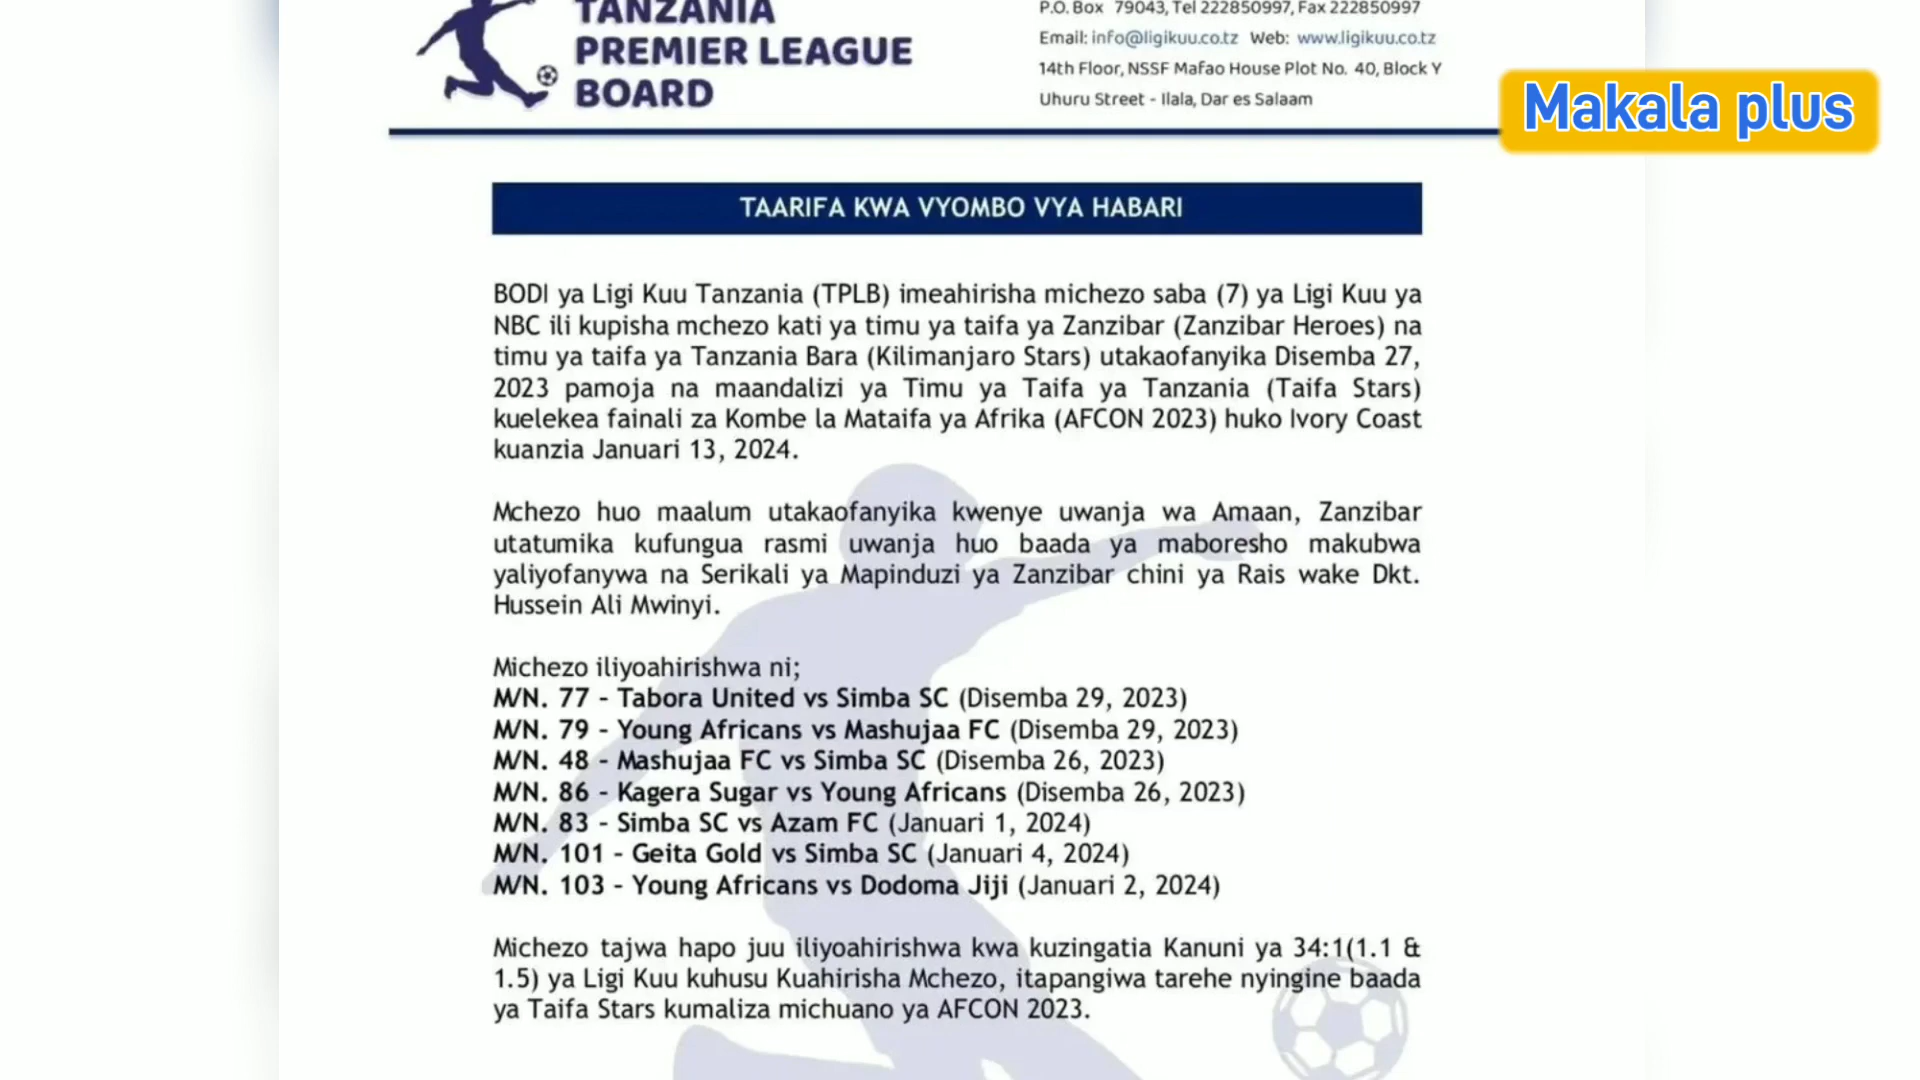 TANZANIA
PREMIER LEAGUE
BOARD
P.O. Box 79043, Tel 222850997, Fax 222850997
Email: info@ligikuu.co.tz Web: www.ligikuu.co.tz
14th Floor, NSSF Mafao House Plot No. 40, Block Y
Uhuru Street - Ilala, Dar es Salaam
Makala plus
TAARIFA KWA VYOMBO VYA HABARI
BODI ya Ligi Kuu Tanzania (TPLB) imeahirisha michezo saba (7) ya Ligi Kuu ya
NBC ili kupisha mchezo kati ya timu ya taifa ya Zanzibar (Zanzibar Heroes) na
timu ya taifa ya Tanzania Bara (Kilimanjaro Stars) utakaofanyika Disemba 27,
2023 pamoja na maandalizi ya Timu ya Taifa ya Tanzania (Taifa Stars)
kuelekea fainali za Kombe la Mataifa ya Afrika (AFCON 2023) huko Ivory Coast
kuanzia Januari 13, 2024.
Mchezo huo maalum utakaofanyika kwenye uwanja wa Amaan, Zanzibar
utatumika kufungua rasmi uwanja huo baada ya maboresho makubwa
yaliyofanywa na Serikali ya Mapinduzi ya Zanzibar chini ya Rais wake Dkt.
Hussein Ali Mwinyi.
Michezo iliyoahirishwa ni;
M/N. 77 - Tabora United vs Simba SC (Disemba 29, 2023)
M/N. 79 - Young Africans vs Mashujaa FC (Disemba 29, 2023)
M/N. 48 - Mashujaa FC vs Simba SC (Disemba 26, 2023)
M/N. 86 - Kagera Sugar vs Young Africans (Disemba 26, 2023)
M/N. 83 - Simba SC vs Azam FC (Januari 1, 2024)
M/N. 101 - Geita Gold vs Simba SC (Januari 4, 2024)
M/N. 103 - Young Africans vs Dodoma Jiji (Januari 2, 2024)
Michezo tajwa hapo juu iliyoahirishwa kwa kuzingatia Kanuni ya 34:1(1.1 &
1.5) ya Ligi Kuu kuhusu Kuahirisha Mchezo, itapangiwa tarehe nyingine baada
ya Taifa Stars kumaliza michuano ya AFCON 2023.